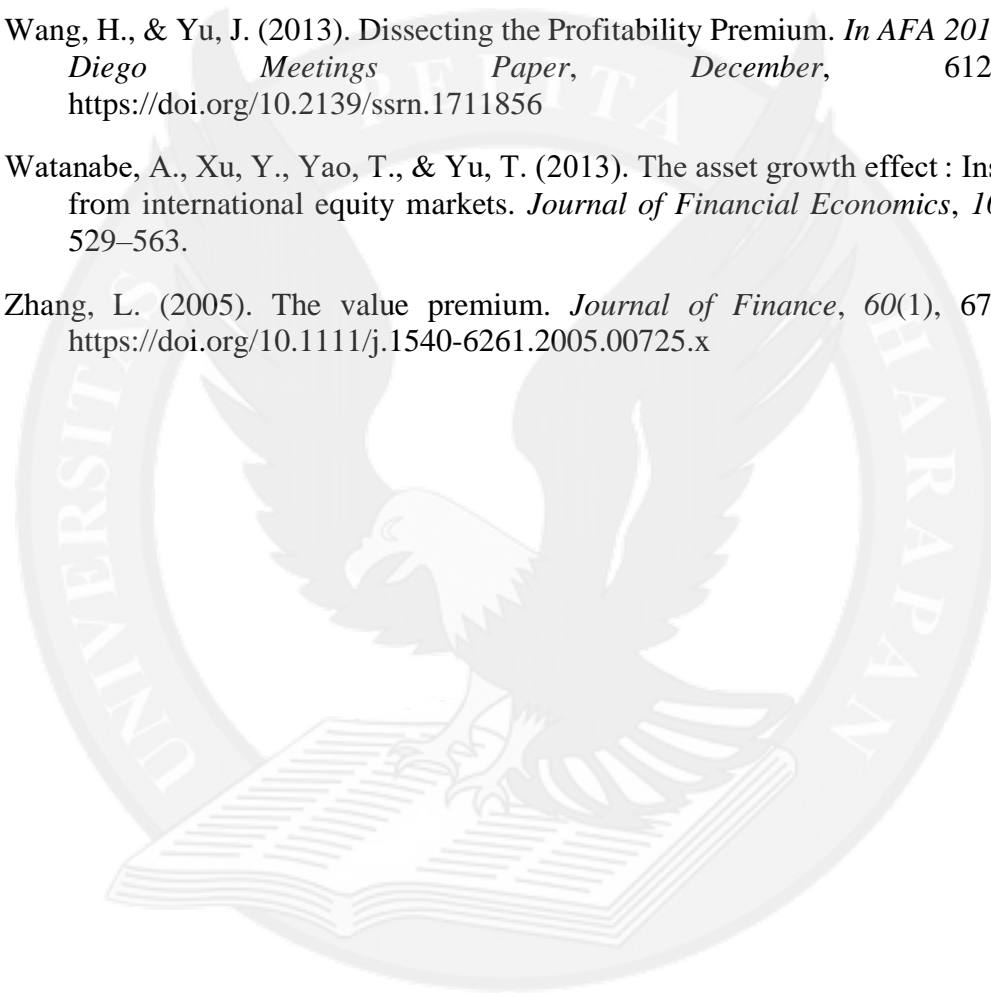 Wang, H., & Yu, J. (2013). Dissecting the Profitability Premium. In AFA 201
Diego Meetings Paper, December, 612
https://doi.org/10.2139/ssrn.1711856
Watanabe, A., Xu, Y., Yao, T., & Yu, T. (2013). The asset growth effect : Ins
from international equity markets. Journal of Financial Economics, 10
529–563.
Zhang, L. (2005). The value premium. Journal of Finance, 60(1), 67
https://doi.org/10.1111/j.1540-6261.2005.00725.x
UNIVERSITAS PELITA HARAPAN